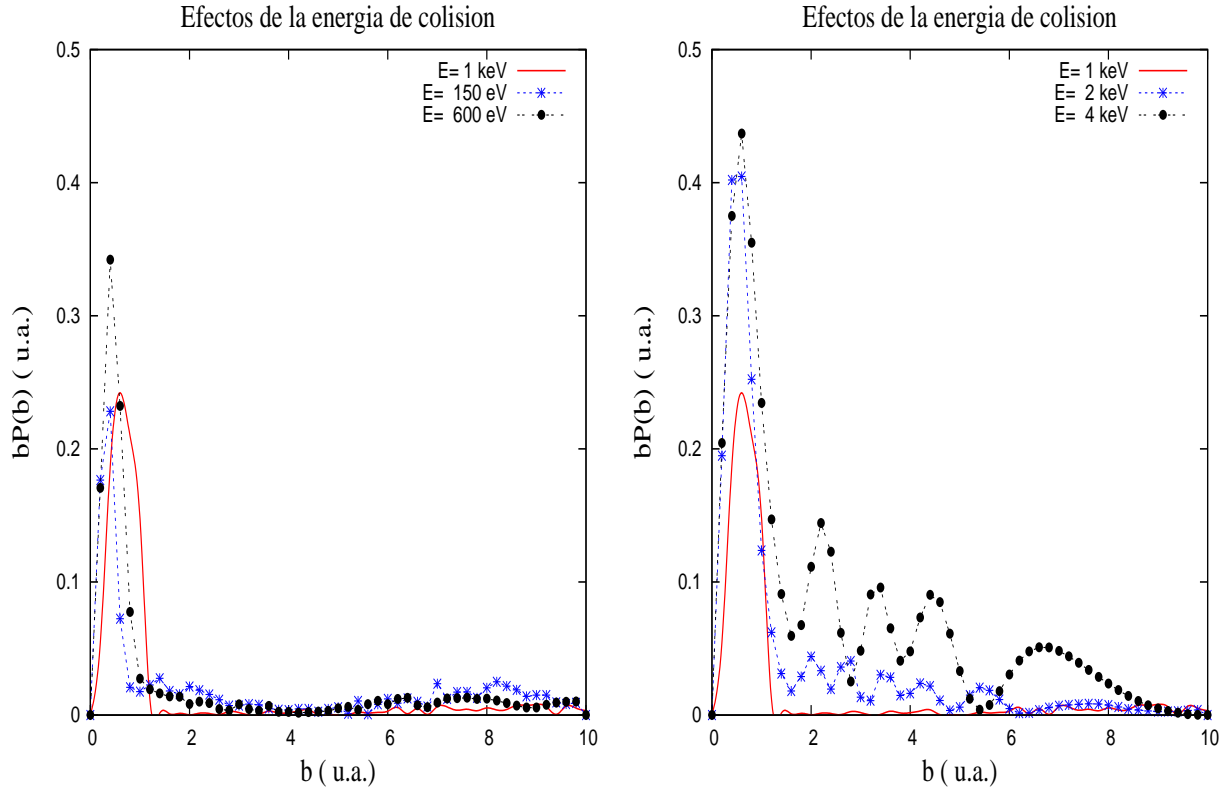 Efectos de la energia de colision
E= 1 keV
E= 150 eV
E= 600 eV
0.5
0.4
0.3
0.2
0.1
0
bP(b) ( u.a.)
0 2 4 6 8 10
b ( u.a.)
Efectos de la energia de colision
E= 1 keV
E= 2 keV
E= 4 keV
0.5
0.4
0.3
0.2
0.1
0
bP(b) ( u.a.)
0 2 4 6 8 10
b ( u.a.)